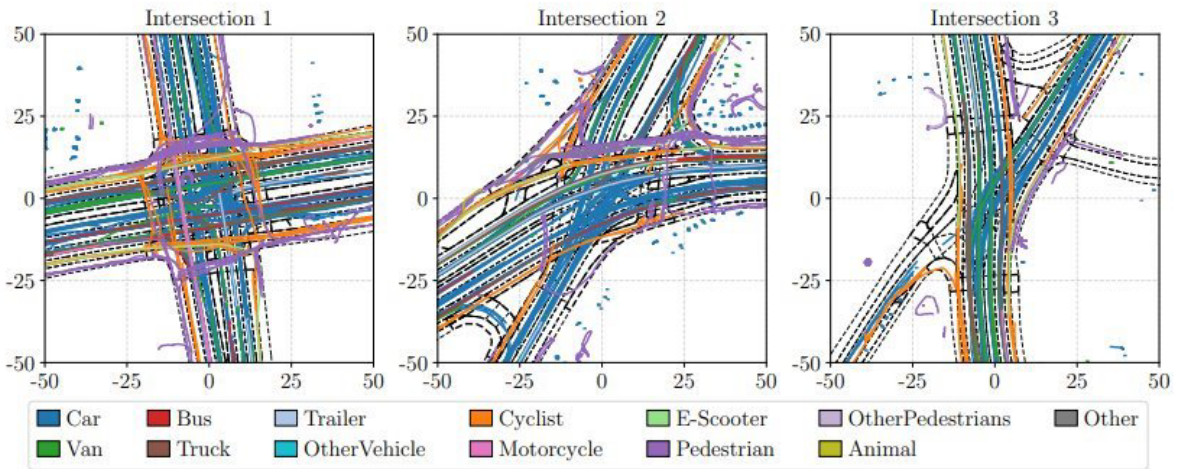 Intersection 1 Intersection 2 Intersection 3
50 50 50
25 25 25
0 0 0
-25 -25 -25
-50 -50 -50
-50 -25 0 25 50 -50 -25 0 25 50 -50 -25 0 25 50
Car Bus Trailer Cyclist E-Scooter OtherPedestrians Other
Van Truck OtherVehicle Motorcycle Pedestrian Animal